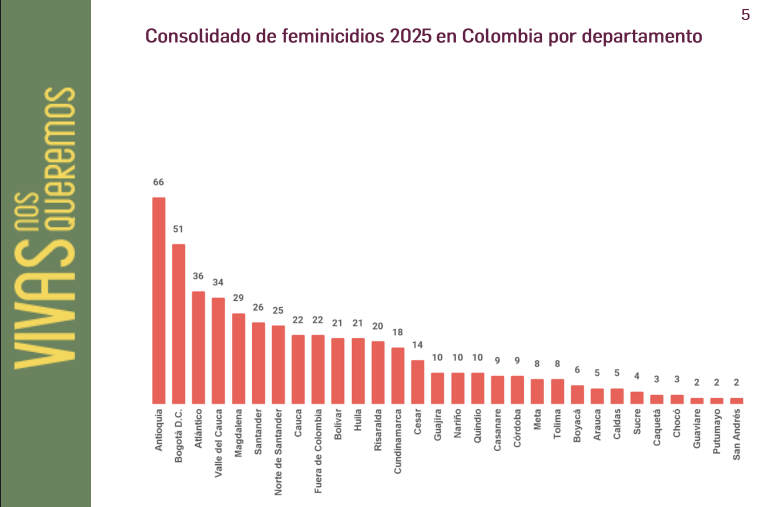 5
Consolidado de feminicidios 2025 en Colombia por departamento
VIVAS NOS QUEREMOS
66
51
36
34
29
26
25
22
22
21
21
20
18
14
10
10
10
9
9
8
8
6
5
5
4
3
3
2
2
2
Antioquia
Bogotá D.C.
Atlántico
Valle del Cauca
Magdalena
Santander
Norte de Santander
Cauca
Fuera de Colombia
Bolivar
Huila
Risaralda
Cundinamarca
Cesar
Guajira
Nariño
Quindio
Casanare
Córdoba
Meta
Tolima
Boyacá
Arauca
Caldas
Sucre
Caquetá
Chocó
Guaviare
Putumayo
San Andrés